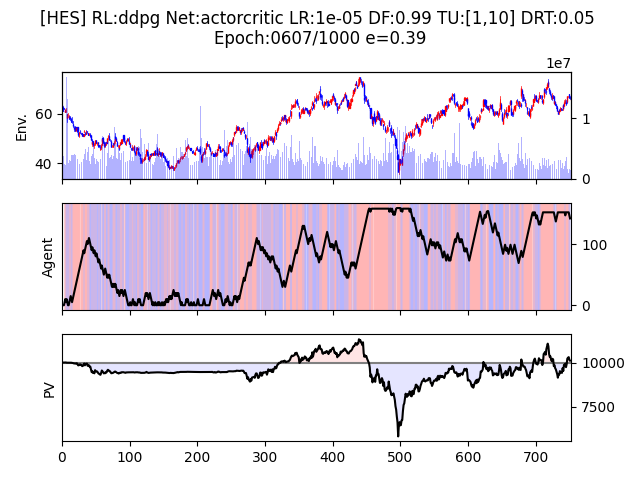 [HES] RL:ddpg Net:actorcritic LR:1e-05 DF:0.99 TU:[1,10] DRT:0.05
Epoch:0607/1000 e=0.39
1e7
Env.
60
40
1
0
Agent
100
0
PV
10000
7500
0 100 200 300 400 500 600 700